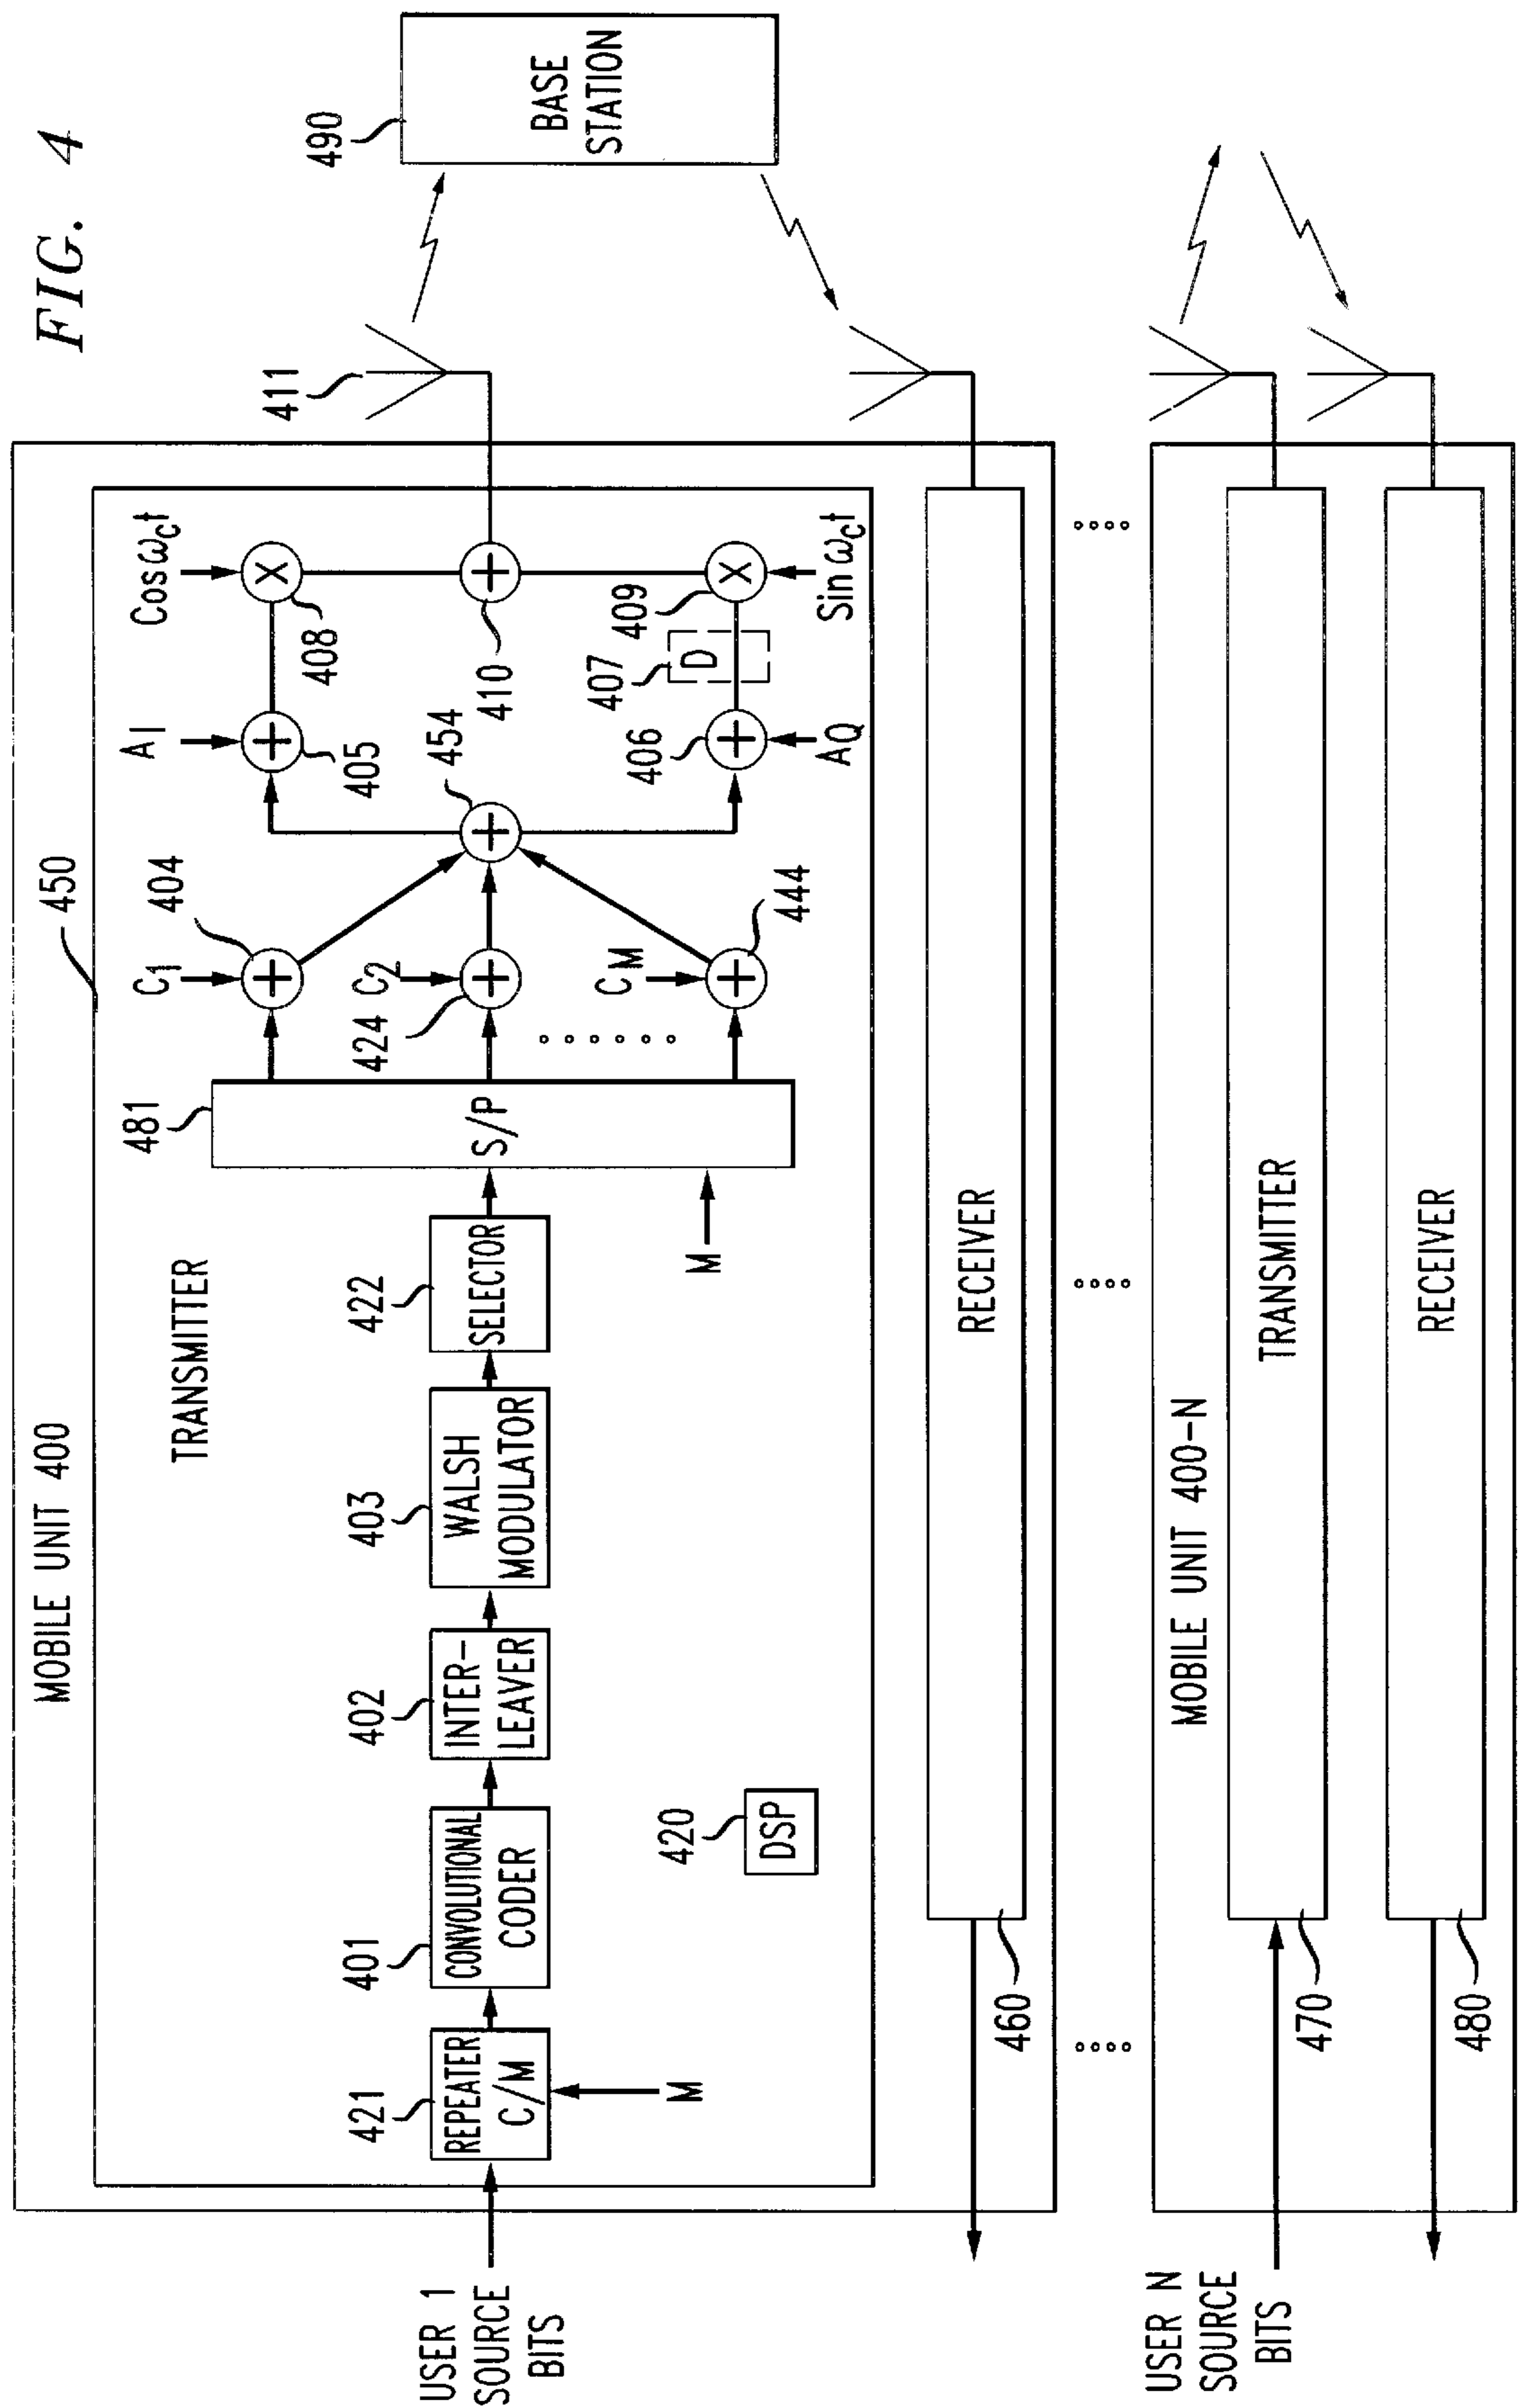 FIG. 4
MOBILE UNIT 400
450
TRANSMITTER
USER 1
SOURCE
BITS
421
REPEATER
C/M
M
401
CONVOLUTIONAL
CODER
402
INTER-
LEAVER
403
WALSH
MODULATOR
422
SELECTOR
481
S/P
M
420
DSP
C1
404
C2
424
CM
444
454
AI
405
406
AQ
407
D
Cos ωct
408
410
409
Sin ωct
411
490
BASE
STATION
RECEIVER
460
MOBILE UNIT 400-N
USER N
SOURCE
BITS
TRANSMITTER
470
RECEIVER
480